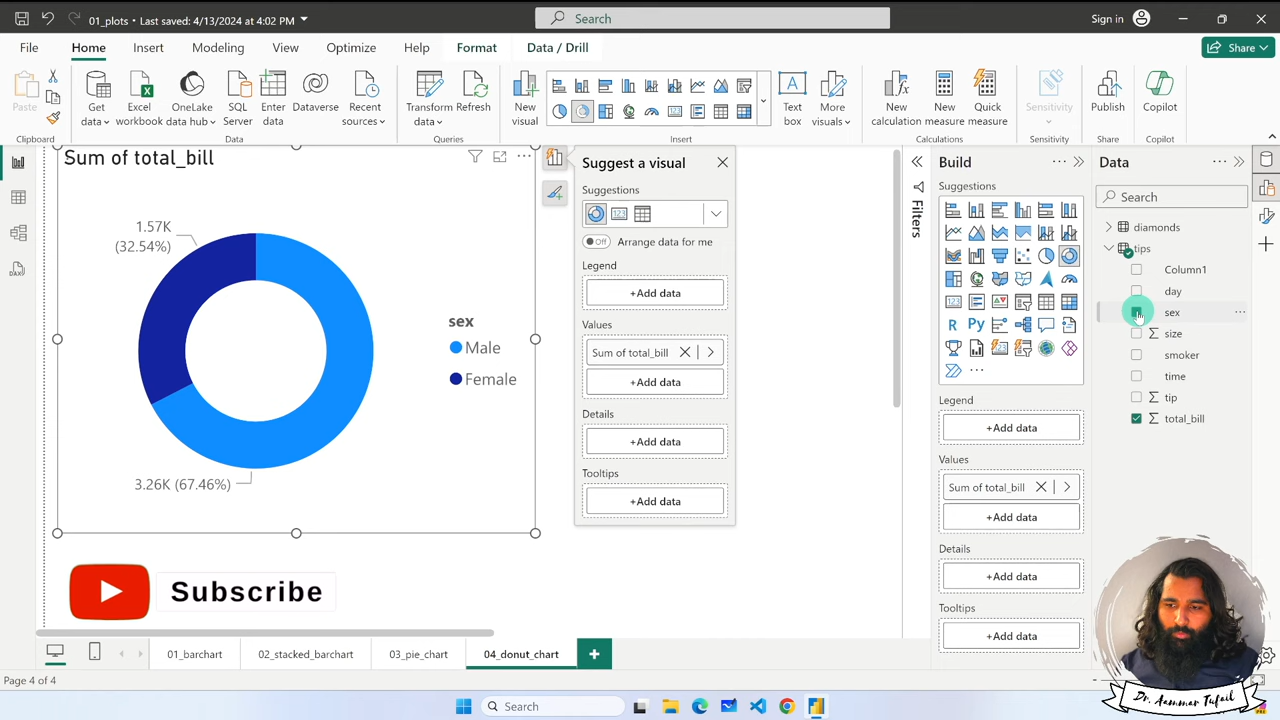 01_plots • Last saved: 4/13/2024 at 4:02 PM
Search
Sign in
File
Home
Insert
Modeling
View
Optimize
Help
Format
Data / Drill
Share
Paste
Get data
Excel workbook
OneLake data hub
SQL Server
Enter data
Dataverse
Recent sources
Transform data
Refresh
New visual
Text box
More visuals
New calculation
New measure
Quick measure
Sensitivity
Publish
Copilot
Clipboard
Data
Queries
Insert
Calculations
Sensitivity
Share
Copilot
Sum of total_bill
1.57K
(32.54%)
3.26K (67.46%)
sex
Male
Female
Suggest a visual
Suggestions
123
Off
Arrange data for me
Legend
+Add data
Values
Sum of total_bill
+Add data
Details
+Add data
Tooltips
+Add data
Filters
Build
Suggestions
123
R
Py
Legend
+Add data
Values
Sum of total_bill
+Add data
Details
+Add data
Tooltips
+Add data
Data
Search
diamonds
tips
Column1
day
sex
size
smoker
time
tip
total_bill
Subscribe
01_barchart
02_stacked_barchart
03_pie_chart
04_donut_chart
Page 4 of 4
Search
Dr. Aammar Tufail